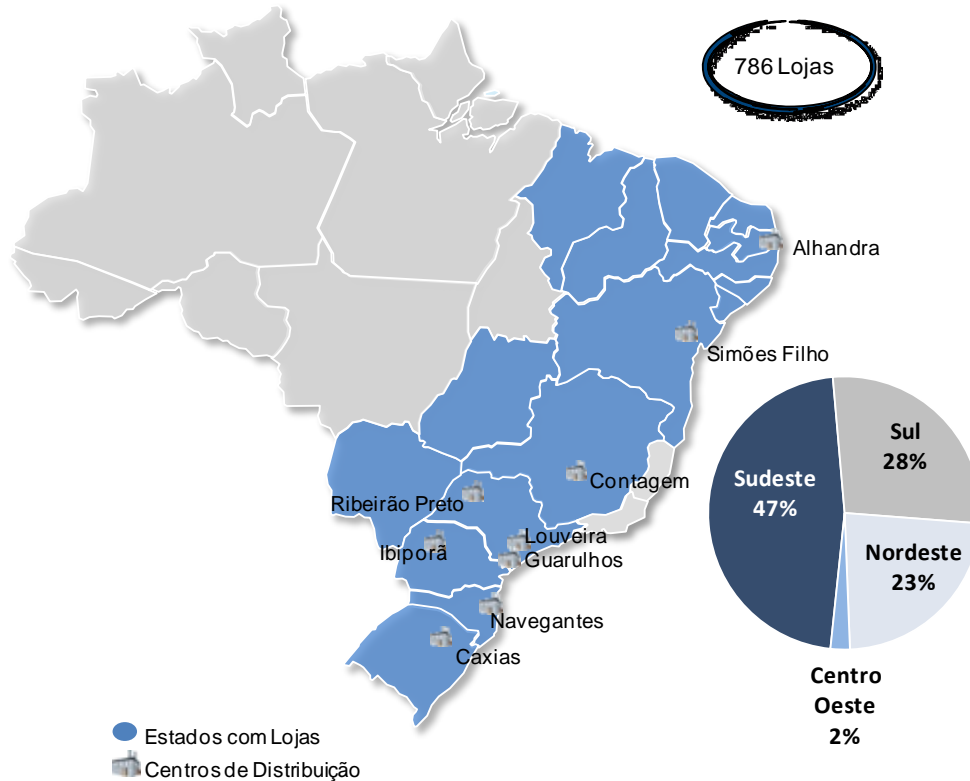 786 Lojas
Alhandra
Simões Filho
Contagem
Ribeirão Preto
Louveira
Ibiporã
Guarulhos
Navegantes
Caxias
Sul
28%
Sudeste
47%
Nordeste
23%
Centro
Oeste
2%
Estados com Lojas
Centros de Distribuição